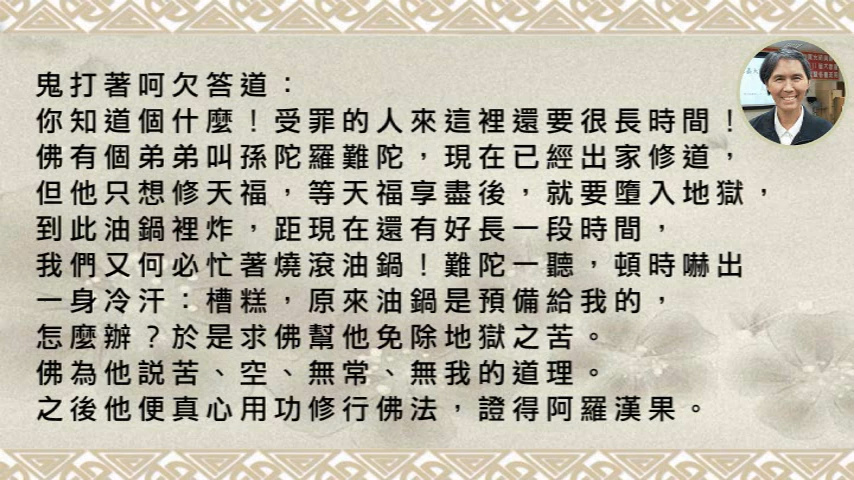 鬼打著呵欠答道：
你知道個什麼！受罪的人來這裡還要很長時間！
佛有個弟弟叫孫陀羅難陀，現在已經出家修道，
但他只想修天福，等天福享盡後，就要墮入地獄，
到此油鍋裡炸，距現在還有好長一段時間，
我們又何必忙著燒滾油鍋！難陀一聽，頓時嚇出
一身冷汗：槽糕，原來油鍋是預備給我的，
怎麼辦？於是求佛幫他免除地獄之苦。
佛為他說苦、空、無常、無我的道理。
之後他便真心用功修行佛法，證得阿羅漢果。